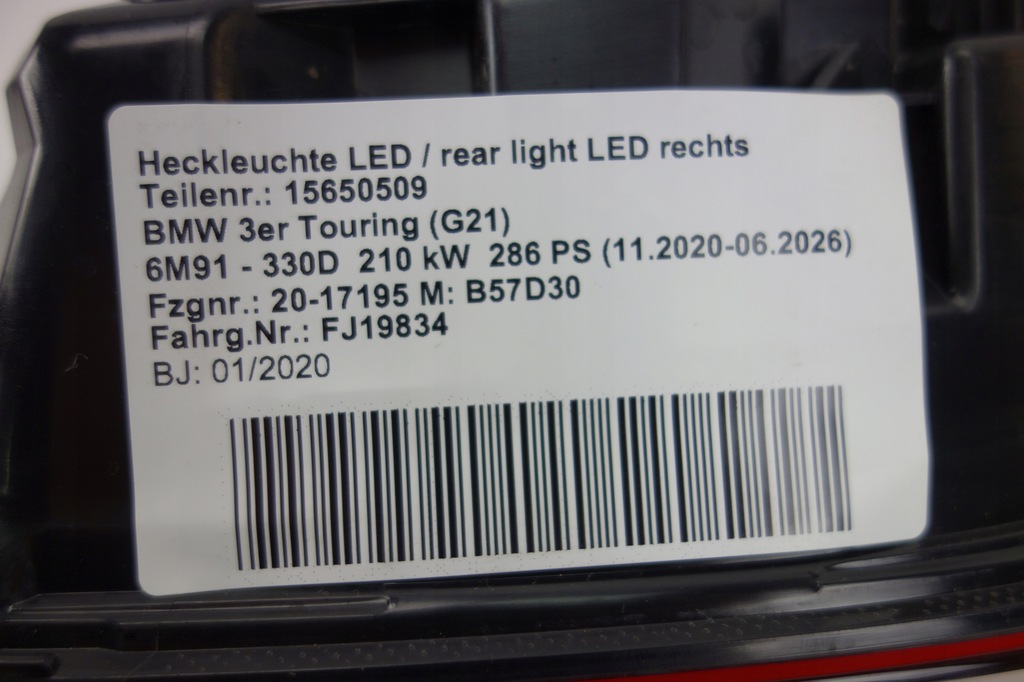 Heckleuchte LED / rear light LED rechts
Teilenr.: 15650509
BMW 3er Touring (G21)
6M91 - 330D 210 kW 286 PS (11.2020-06.2026)
Fzgnr.: 20-17195 M: B57D30
Fahrg.Nr.: FJ19834
BJ: 01/2020